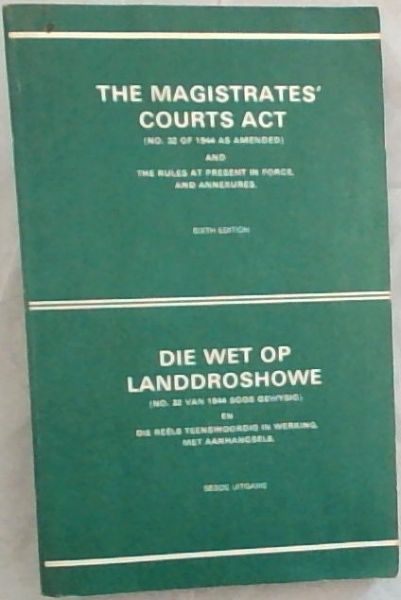 THE MAGISTRATES'
COURTS ACT
(NO. 32 OF 1944 AS AMENDED)
AND
THE RULES AT PRESENT IN FORCE,
AND ANNEXURES.
SIXTH EDITION
DIE WET OP
LANDDROSHOWE
(NO. 32 VAN 1944 SOOS GEWYSIG)
EN
DIE REËLS TEENSWOORDIG IN WERKING,
MET AANHANGSELS.
SESDE UITGAWE